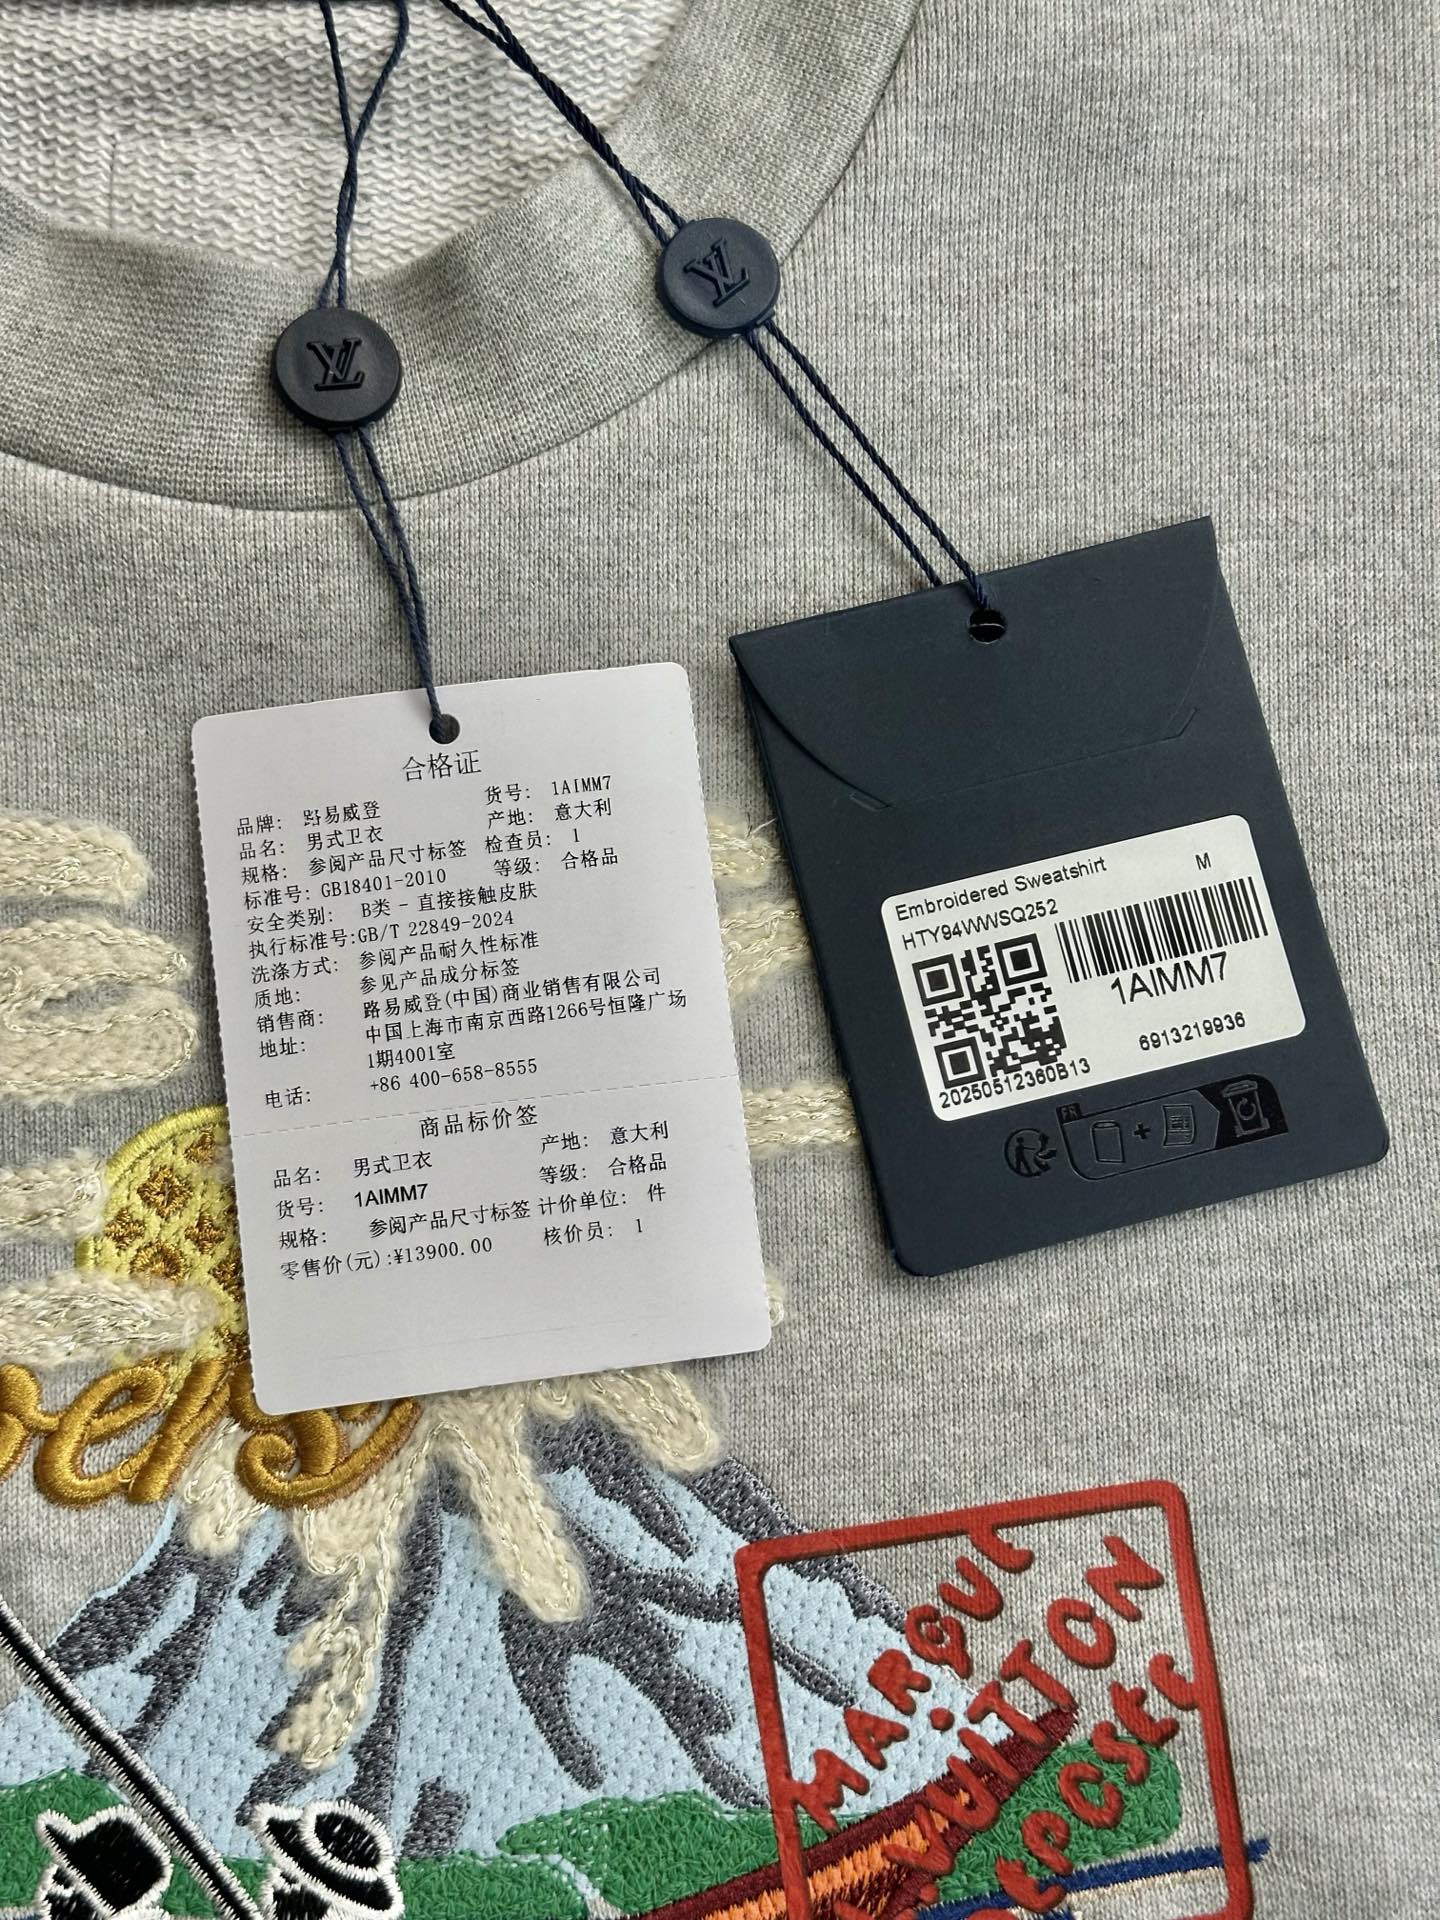 LV
LV
合格证
品牌: 路易威登 货号: 1AIMM7
品名: 男式卫衣 产地: 意大利
规格: 参阅产品尺寸标签 检查员: 1
标准号: GB18401-2010 等级: 合格品
安全类别: B类 - 直接接触皮肤
执行标准号:GB/T 22849-2024
洗涤方式: 参阅产品耐久性标准
质地: 参见产品成分标签
销售商: 路易威登(中国)商业销售有限公司
地址: 中国上海市南京西路1266号恒隆广场
1期4001室
电话: +86 400-658-8555
商品标价签
品名: 男式卫衣 产地: 意大利
货号: 1AIMM7 等级: 合格品
规格: 参阅产品尺寸标签 计价单位: 件
零售价(元):¥13900.00 核价员: 1
Embroidered Sweatshirt M
HTY94WWSQ252
1AIMM7
6913219936
20250512360B13
FR
vers
MARQUE
L.VUITTON